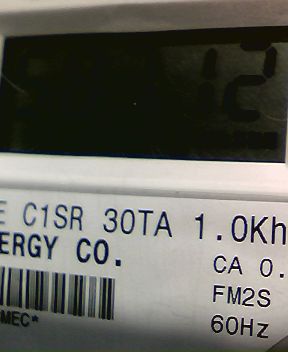 12
E C1SR 30TA 1.0Kh
ERGY CO.
CA 0.
FM2S
MEC*
60Hz